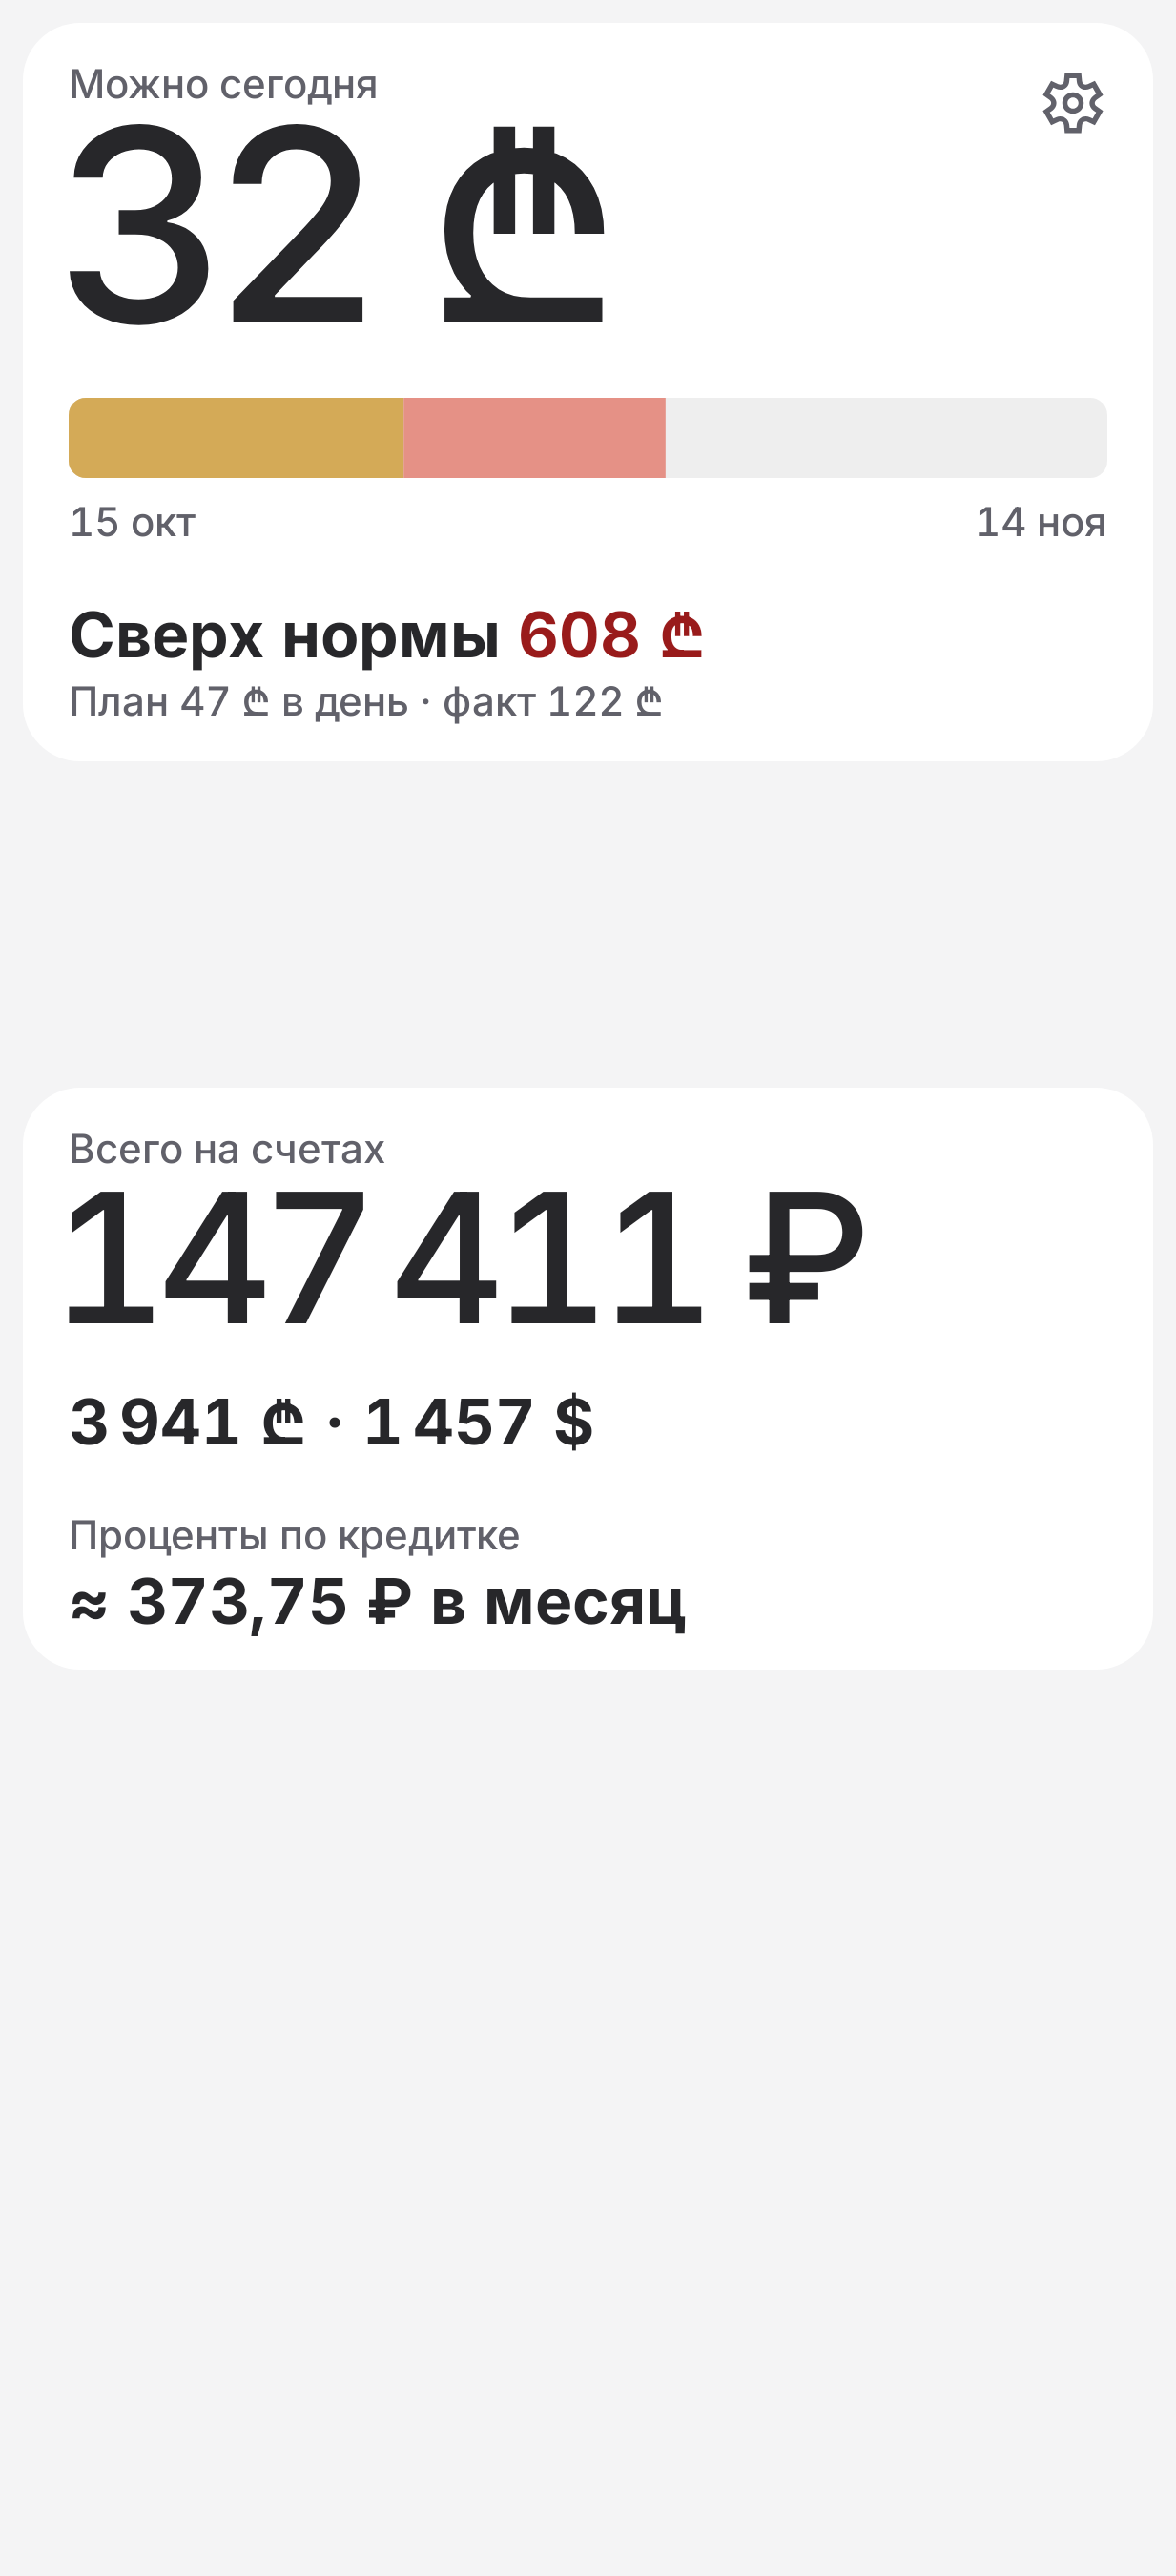 Можно сегодня
32 ₾
15 окт
14 ноя
Сверх нормы 608 ₾
План 47 ₾ в день · факт 122 ₾
Всего на счетах
147 411 ₽
3 941 ₾ · 1 457 $
Проценты по кредитке
≈ 373,75 ₽ в месяц